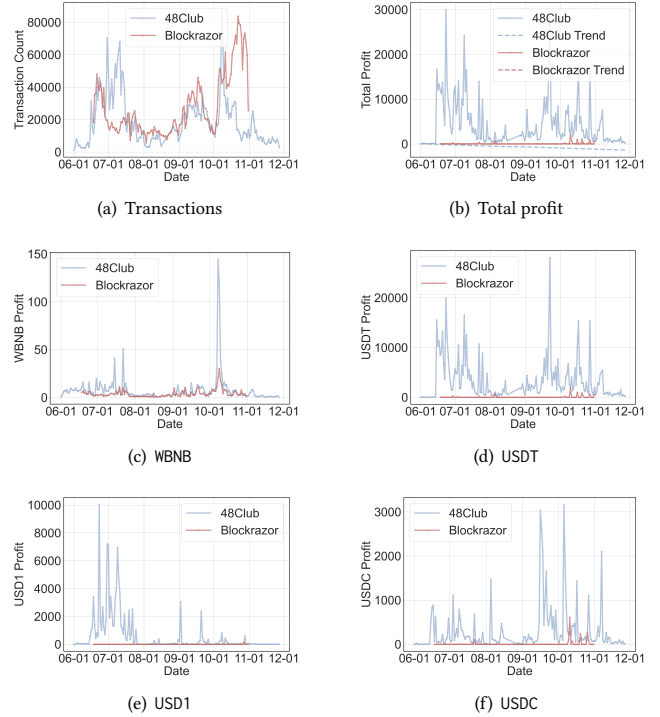 80000
60000
40000
20000
0
Transaction Count
48Club
Blockrazor
06-01 07-01 08-01 09-01 10-01 11-01 12-01
Date
(a) Transactions
30000
20000
10000
0
Total Profit
48Club
48Club Trend
Blockrazor
Blockrazor Trend
06-01 07-01 08-01 09-01 10-01 11-01 12-01
Date
(b) Total profit
150
100
50
0
WBNB Profit
48Club
Blockrazor
06-01 07-01 08-01 09-01 10-01 11-01 12-01
Date
(c) WBNB
20000
10000
0
USDT Profit
48Club
Blockrazor
06-01 07-01 08-01 09-01 10-01 11-01 12-01
Date
(d) USDT
10000
8000
6000
4000
2000
0
USD1 Profit
48Club
Blockrazor
06-01 07-01 08-01 09-01 10-01 11-01 12-01
Date
(e) USD1
3000
2000
1000
0
USDC Profit
48Club
Blockrazor
06-01 07-01 08-01 09-01 10-01 11-01 12-01
Date
(f) USDC